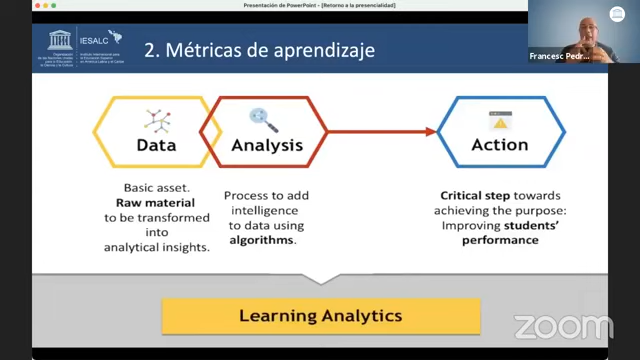 Presentación de PowerPoint - [Retorno a la presencialidad]
unesco
IESALC
2. Métricas de aprendizaje
Francesc Pedr...
Data
Analysis
Action
Basic asset.
Raw material
to be transformed
into
analytical insights.
Process to add
intelligence
to data using
algorithms.
Critical step towards
achieving the purpose:
Improving students'
performance
Learning Analytics
zoom